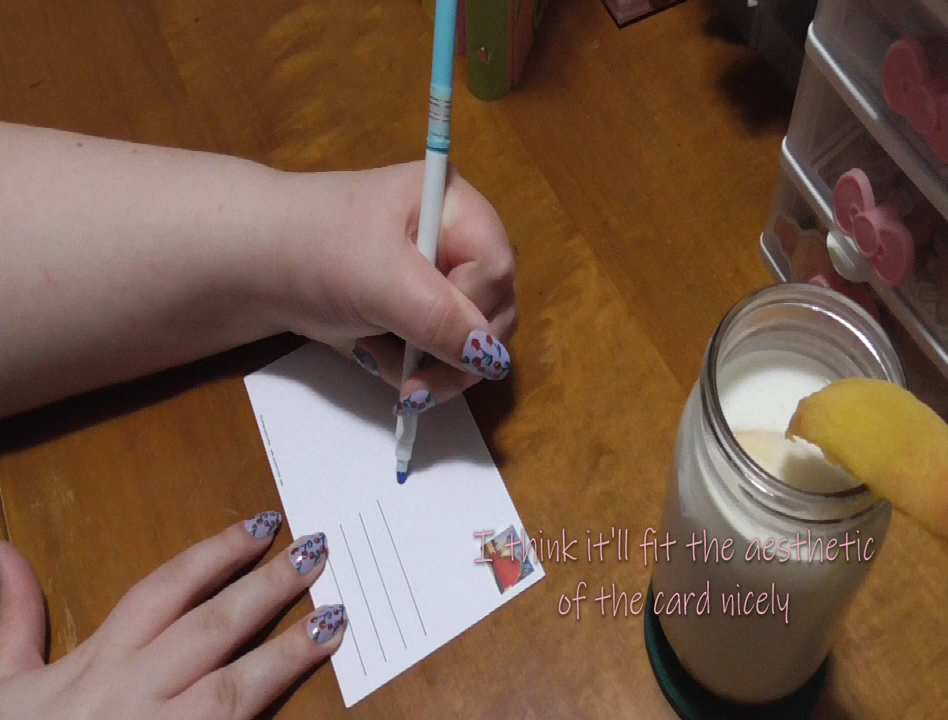 I think it'll fit the aesthetic
of the card nicely